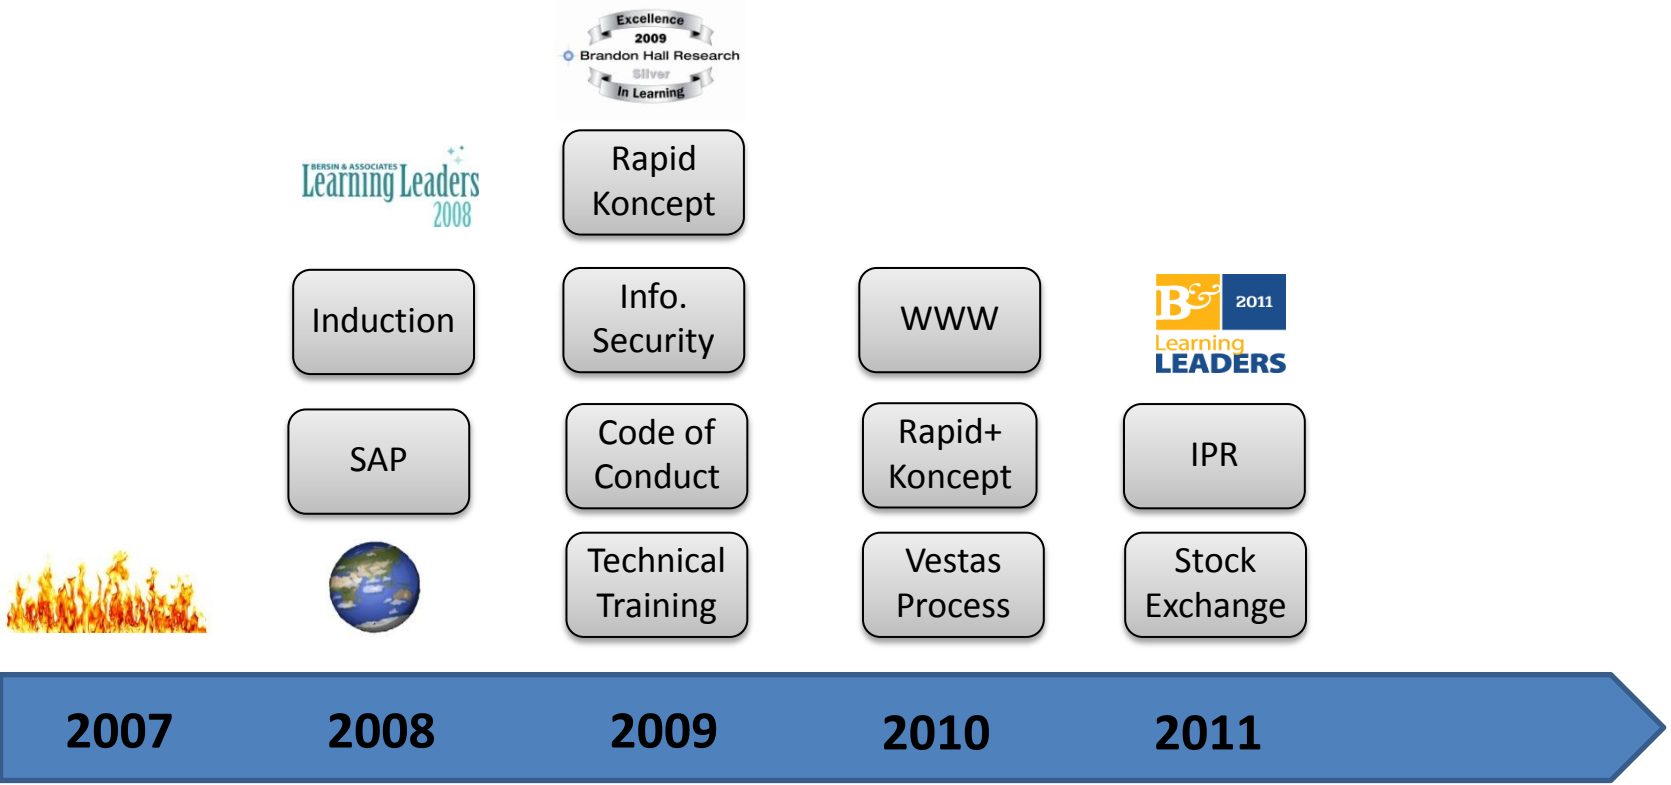 Excellence
2009
Brandon Hall Research
Silver
In Learning
BERSIN & ASSOCIATES
Learning Leaders
2008
Rapid
Koncept
Induction
Info.
Security
WWW
B&
2011
Learning
LEADERS
SAP
Code of
Conduct
Rapid+
Koncept
IPR
Technical
Training
Vestas
Process
Stock
Exchange
2007
2008
2009
2010
2011